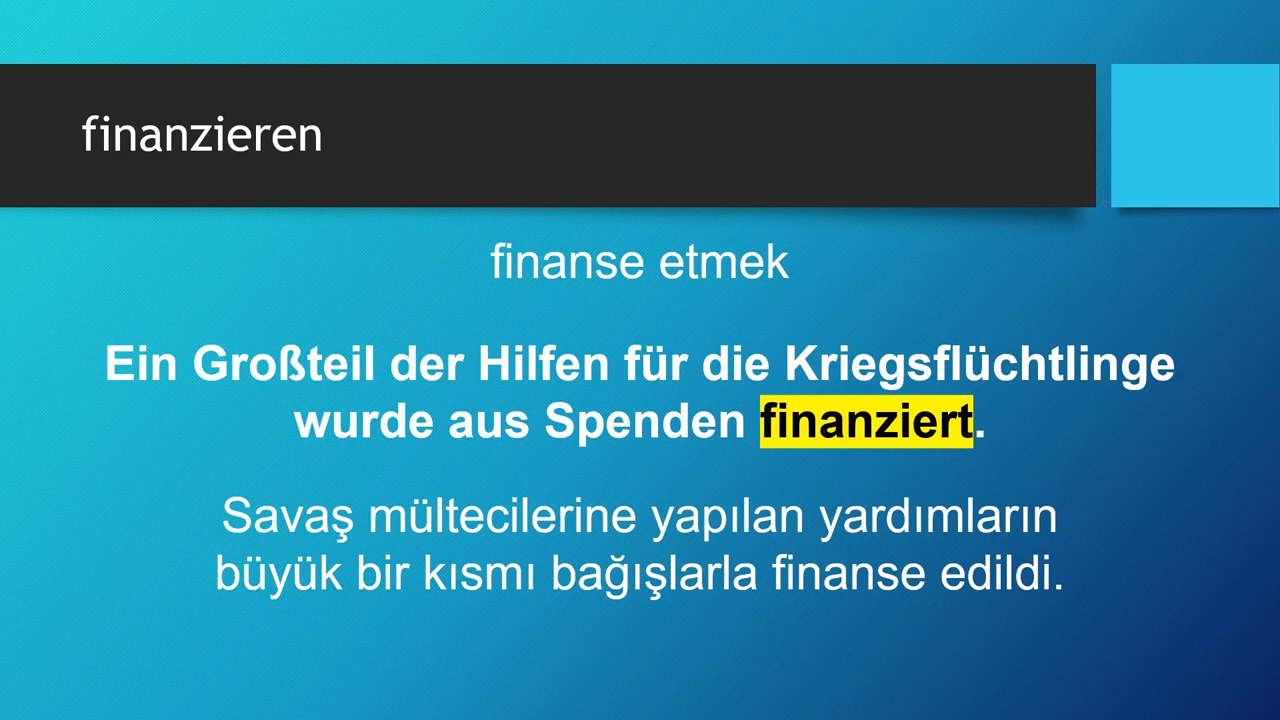 finanzieren
finanse etmek
Ein Großteil der Hilfen für die Kriegsflüchtlinge
wurde aus Spenden finanziert.
Savaş mültecilerine yapılan yardımların
büyük bir kısmı bağışlarla finanse edildi.